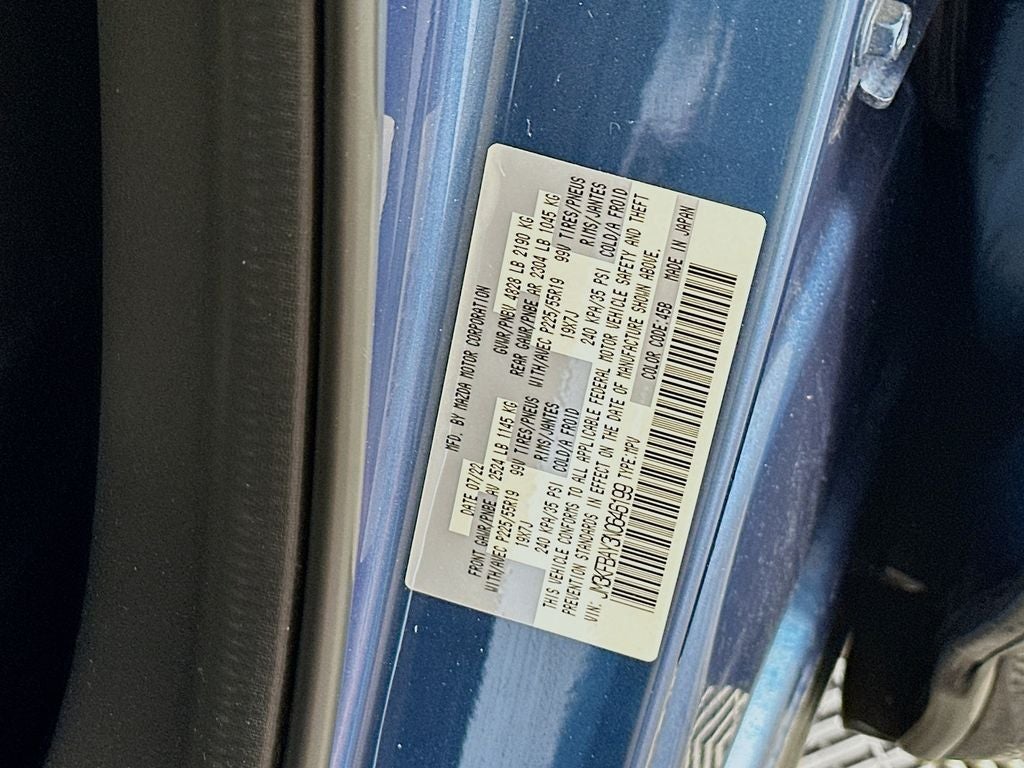 MFD. BY MAZDA MOTOR CORPORATION
DATE 07/22 GVWR/PNBV 4828 LB 2190 KG
FRONT GAWR/PNBE AV 2524 LB 1145 KG REAR GAWR/PNBE AR 2304 LB 1045 KG
WITH/AVEC P225/55R19 99V TIRES/PNEUS WITH/AVEC P225/55R19 99V TIRES/PNEUS
19X7J RIMS/JANTES 19X7J RIMS/JANTES
240 KPA/35 PSI COLD/A FROID 240 KPA/35 PSI COLD/A FROID
THIS VEHICLE CONFORMS TO ALL APPLICABLE FEDERAL MOTOR VEHICLE SAFETY AND THEFT
PREVENTION STANDARDS IN EFFECT ON THE DATE OF MANUFACTURE SHOWN ABOVE.
VIN: TYPE:MPV COLOR CODE:45B MADE IN JAPAN